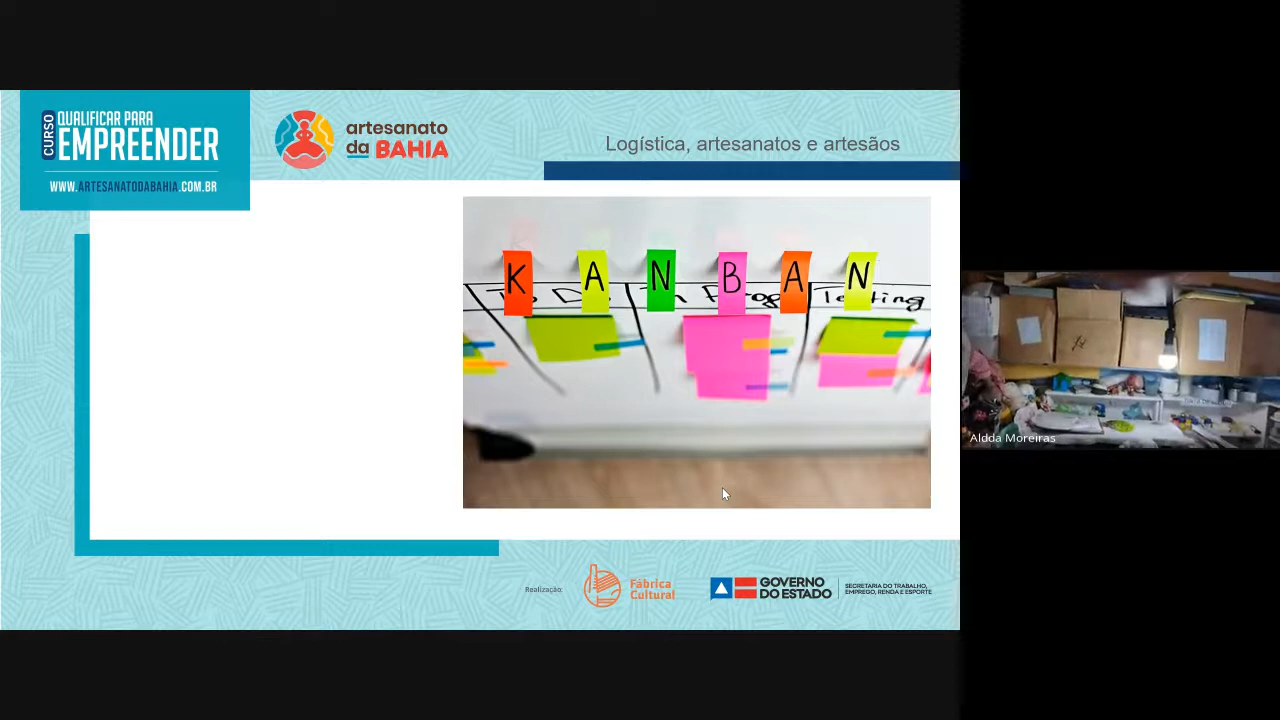 CURSO
QUALIFICAR PARA
EMPREENDER
WWW.ARTESANATODABAHIA.COM.BR
artesanato
da BAHIA
Logística, artesanatos e artesãos
K A N B A N
Testing
Aldda Moreiras
Realização:
Fábrica
Cultural
GOVERNO
DO ESTADO
SECRETARIA DO TRABALHO,
EMPREGO, RENDA E ESPORTE